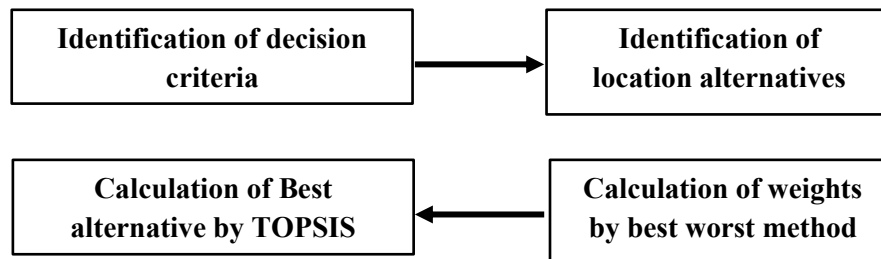 Identification of decision
criteria
Identification of
location alternatives
Calculation of Best
alternative by TOPSIS
Calculation of weights
by best worst method